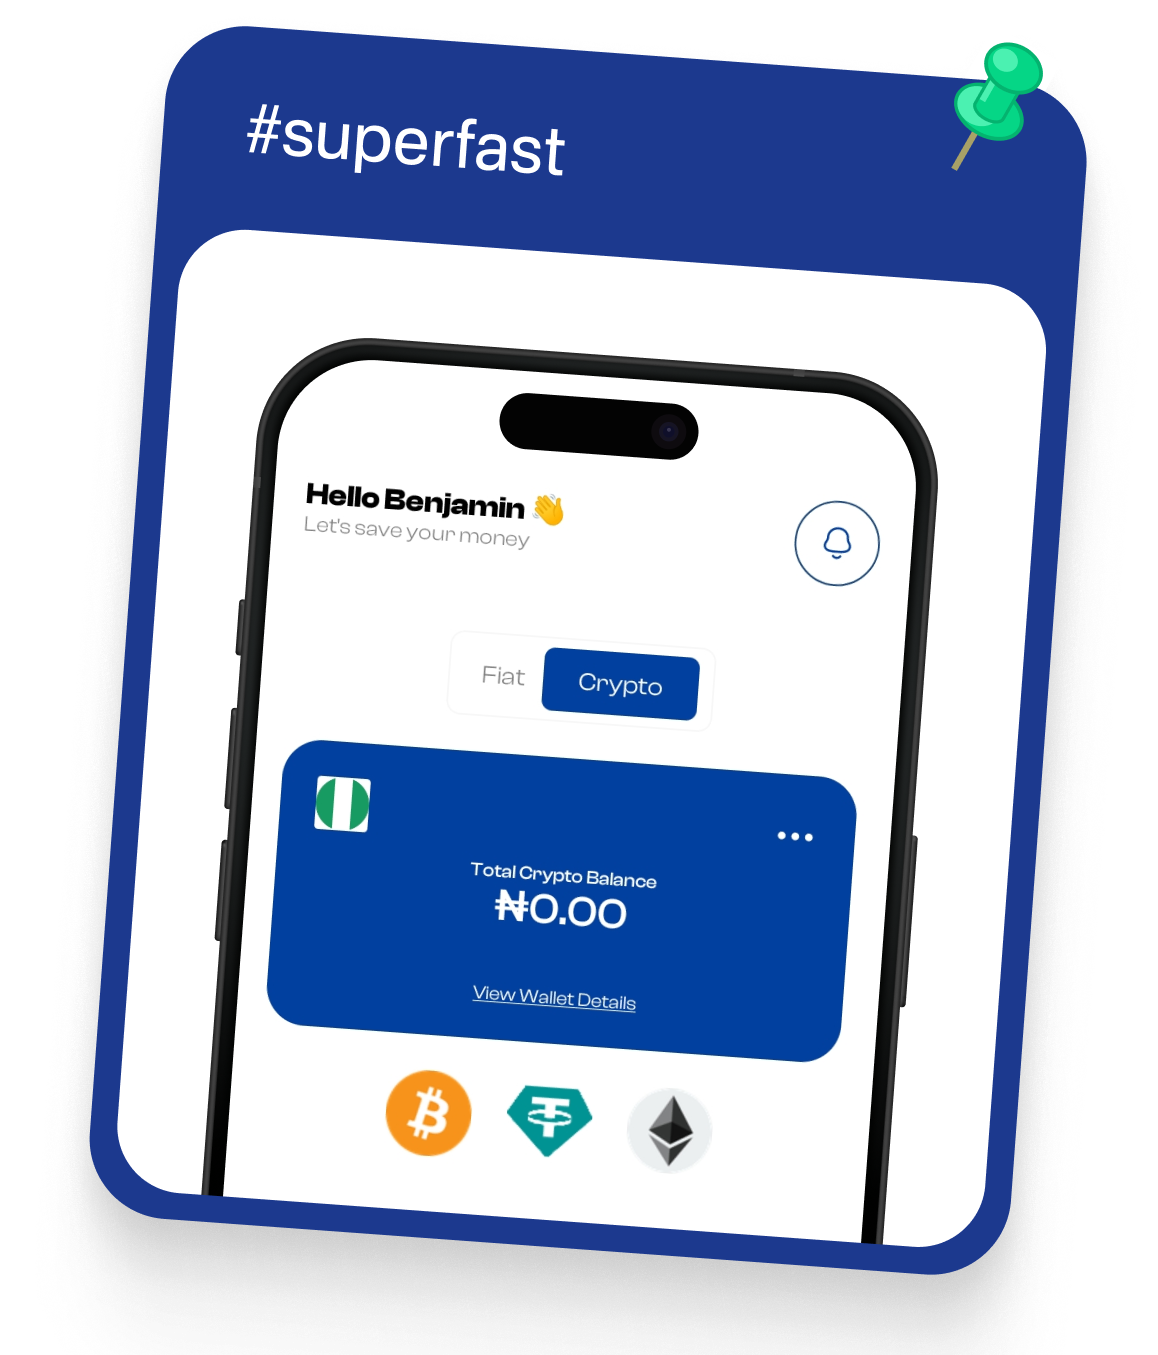 #superfast
Hello Benjamin 👋
Let's save your money
Fiat
Crypto
Total Crypto Balance
₦0.00
View Wallet Details